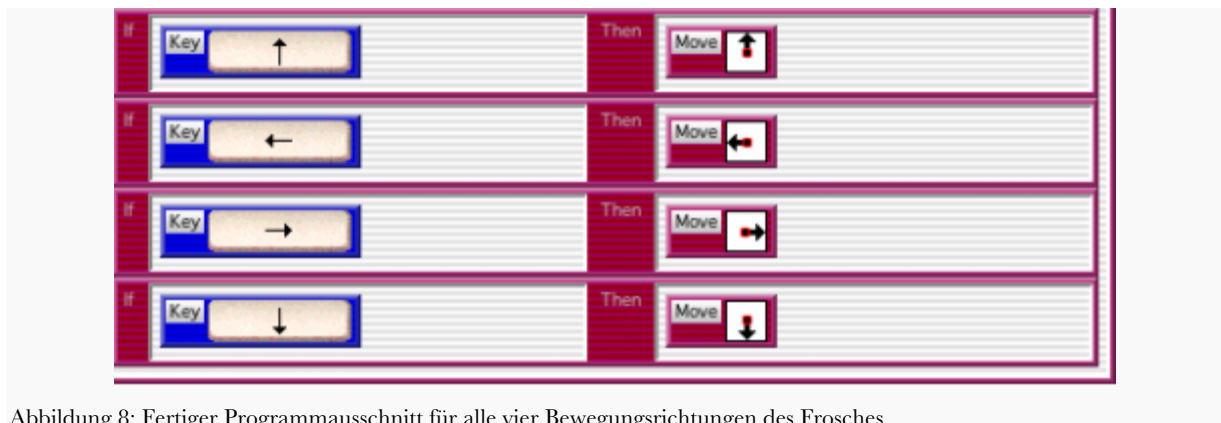 If Key ↑ Then Move
If Key ← Then Move
If Key → Then Move
If Key ↓ Then Move
Abbildung 8: Fertiger Programmausschnitt für alle vier Bewegungsrichtungen des Frosches